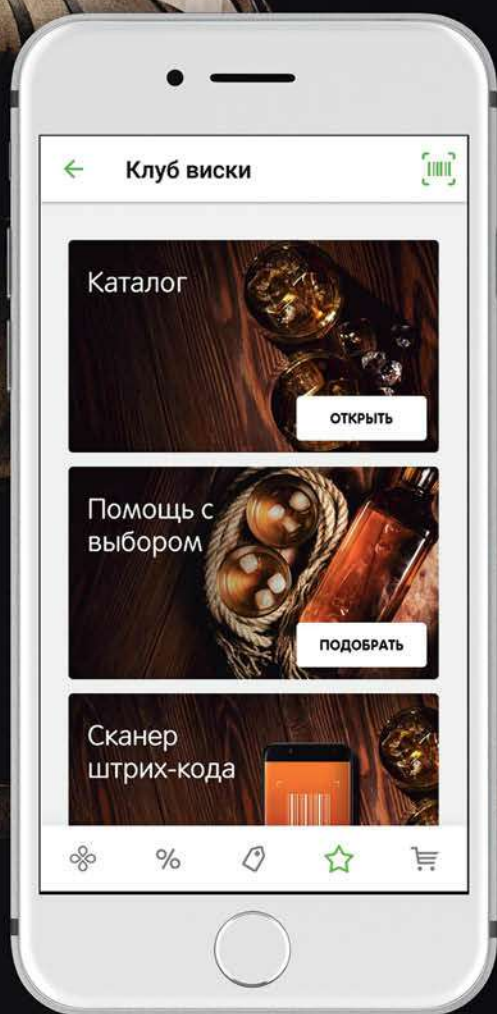 Клуб виски
Каталог
ОТКРЫТЬ
Помощь с
выбором
ПОДОБРАТЬ
Сканер
штрих-кода
%